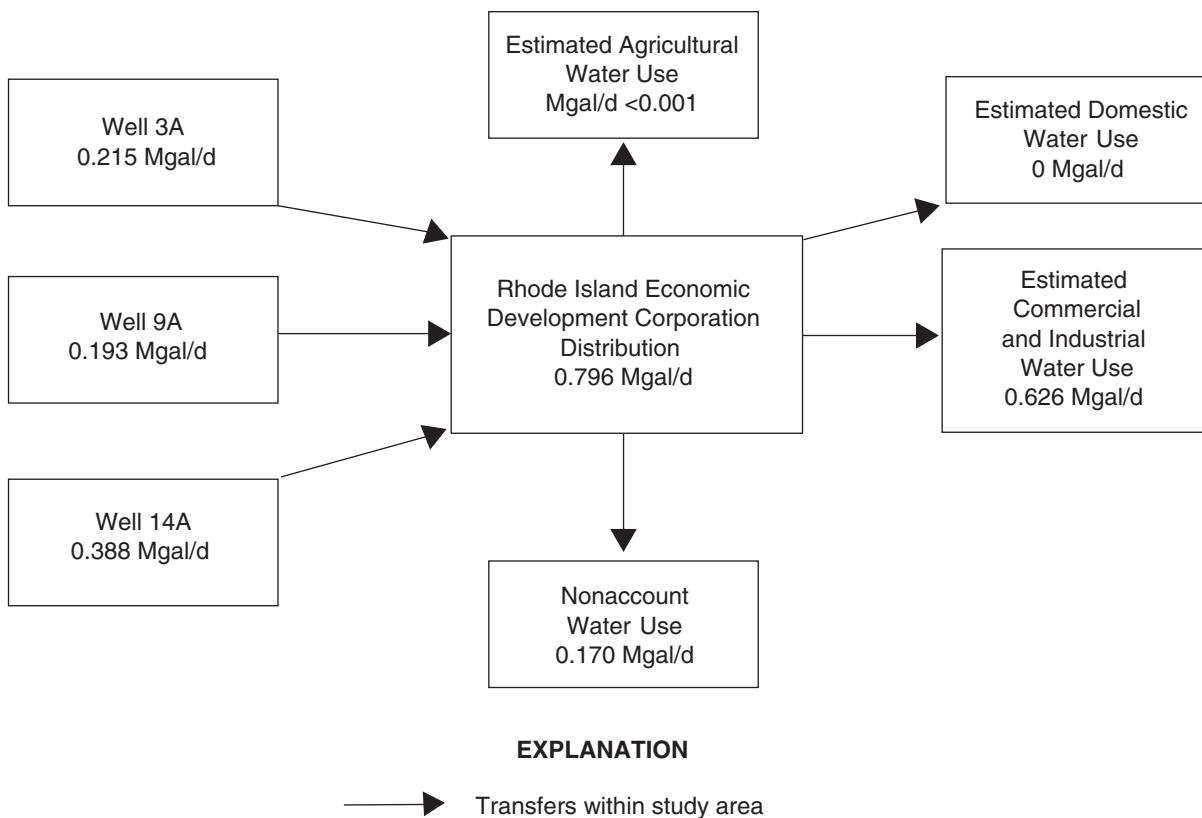 Well 3A
0.215 Mgal/d
Well 9A
0.193 Mgal/d
Well 14A
0.388 Mgal/d
Estimated Agricultural
Water Use
Mgal/d <0.001
Rhode Island Economic
Development Corporation
Distribution
0.796 Mgal/d
Nonaccount
Water Use
0.170 Mgal/d
Estimated Domestic
Water Use
0 Mgal/d
Estimated
Commercial
and Industrial
Water Use
0.626 Mgal/d
EXPLANATION
Transfers within study area